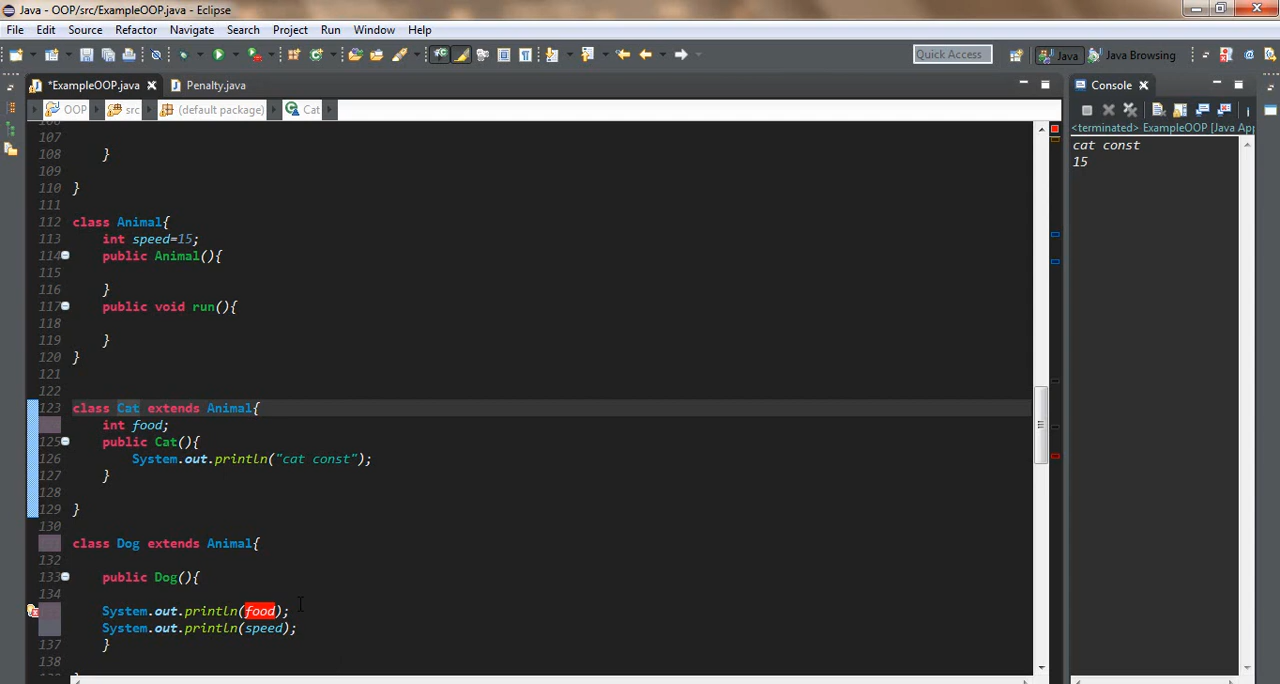 Java - OOP/src/ExampleOOP.java - Eclipse
File Edit Source Refactor Navigate Search Project Run Window Help
Quick Access Java Java Browsing
*ExampleOOP.java Penalty.java Console
OOP src (default package) Cat
<terminated> ExampleOOP [Java App
cat const
15
107
108 }
109
110 }
111
112 class Animal{
113 int speed=15;
114 public Animal(){
115
116 }
117 public void run(){
118
119 }
120 }
121
122
123 class Cat extends Animal{
int food;
125 public Cat(){
126 System.out.println("cat const");
127 }
128
129 }
130
class Dog extends Animal{
132
133 public Dog(){
134
System.out.println(food);
System.out.println(speed);
137 }
138